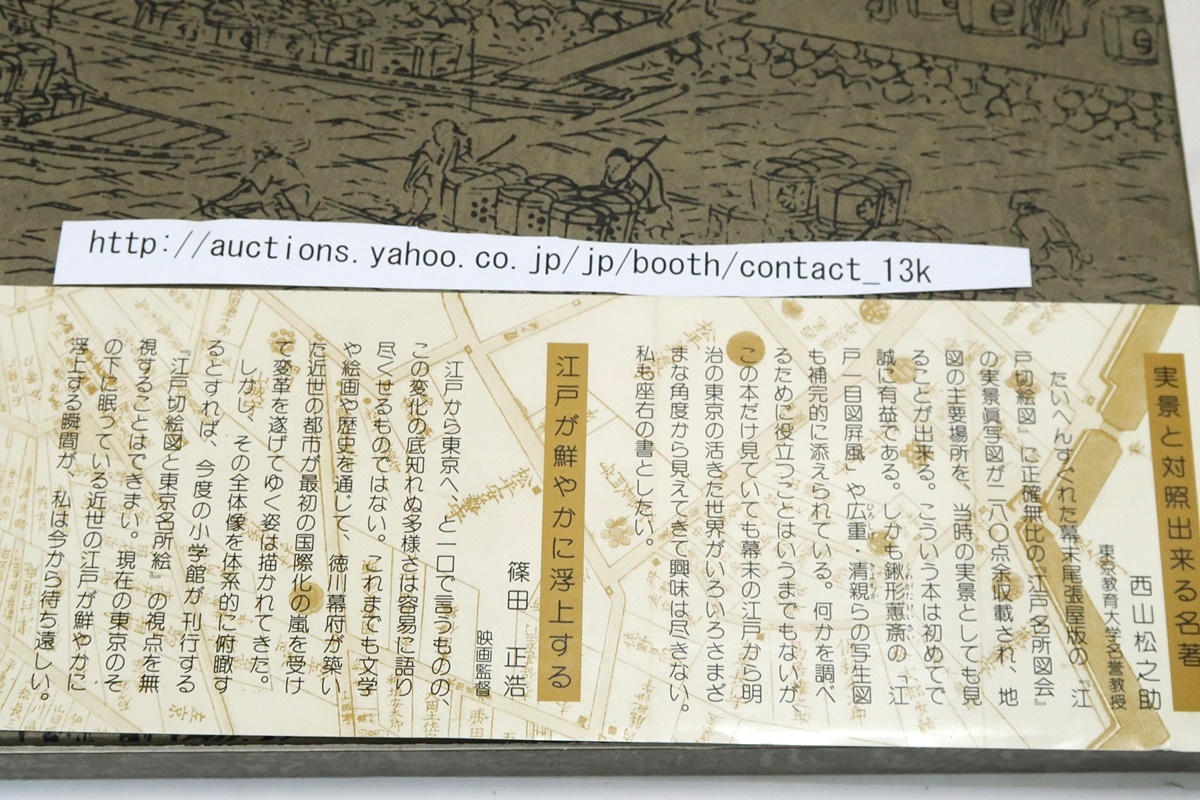 http://auctions.yahoo.co.jp/jp/booth/contact_13k
実景と対照出来る名著
西山松之助
東京教育大学名誉教授
たいへんすぐれた幕末尾張屋版の『江
戸切絵図』に正確無比の『江戸名所図会』
の実景眞写図が二八〇点余収載され、地
図の主要場所を、当時の実景としても見
ることが出来る。こういう本は初めてで
誠に有益である。しかも鍬形蕙斎の「江
戸一目図屏風」や広重・清親らの写生図
も補完的に添えられている。何かを調べ
るために役立つことはいうまでもないが、
この本だけ見ていても幕末の江戸から明
治の東京の活きた世界がいろいろさまざ
まな角度から見えてきて興味は尽きない。
私も座右の書としたい。
江戸が鮮やかに浮上する
篠田 正浩
映画監督
江戸から東京へ、と一口で言うものの、
この変化の底知れぬ多様さは容易に語り
尽くせるものではない。これまでも文学
や絵画や歴史を通じて、徳川幕府が築い
た近世の都市が最初の国際化の嵐を受け
て変革を遂げてゆく姿は描かれてきた。
しかし、その全体像を体系的に俯瞰す
るとすれば、今度の小学館が刊行する
『江戸切絵図と東京名所絵』の視点を無
視することはできまい。現在の東京のそ
の下に眠っている近世の江戸が鮮やかに
浮上する瞬間が、私は今から待ち遠しい。